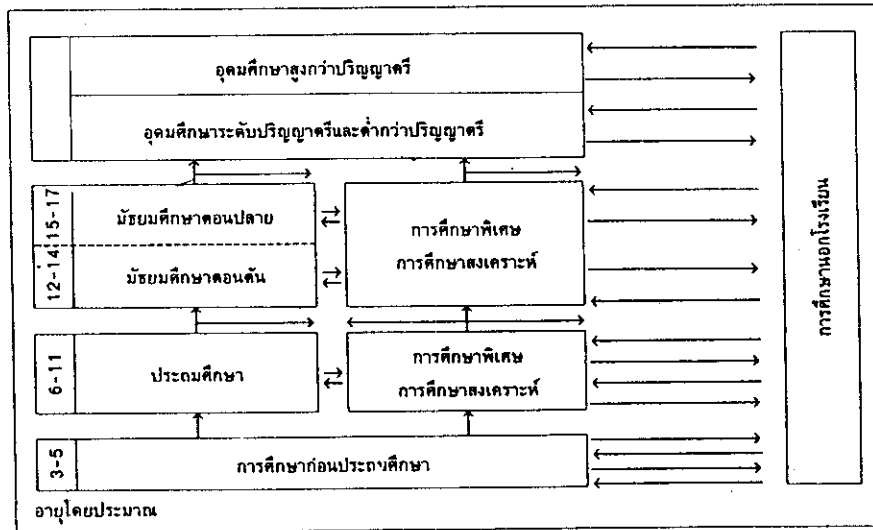 อุดมศึกษาสูงกว่าปริญญาตรี
อุดมศึกษาระดับปริญญาตรีและต่ำกว่าปริญญาตรี
15-17
มัธยมศึกษาตอนปลาย
การศึกษาพิเศษ
การศึกษาสงเคราะห์
12-14
มัธยมศึกษาตอนต้น
6-11
ประถมศึกษา
การศึกษาพิเศษ
การศึกษาสงเคราะห์
3-5
การศึกษาก่อนประถมศึกษา
การศึกษานอกโรงเรียน
อายุโดยประมาณ